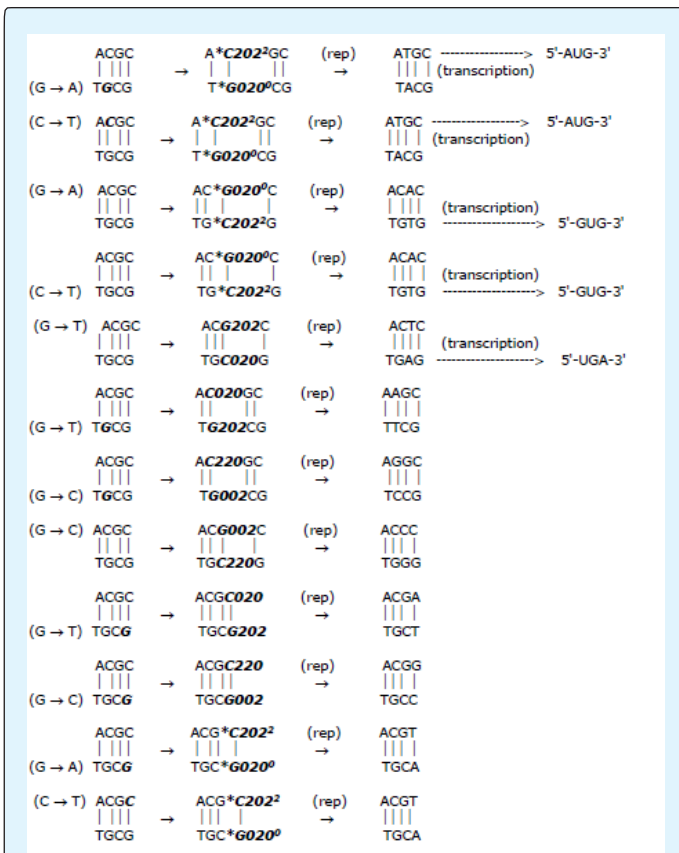 ACGC A*C202²GC (rep) ATGC -----------------> 5'-AUG-3'
→ → (transcription)
(G → A) TGCG T*G020⁰CG TACG
(C → T) ACGC A*C202²GC (rep) ATGC ------------------> 5'-AUG-3'
→ → (transcription)
TGCG T*G020⁰CG TACG
(G → A) ACGC AC*G020⁰C (rep) ACAC
→ → (transcription)
TGCG TG*C202²G TGTG --------------------> 5'-GUG-3'
ACGC AC*G020⁰C (rep) ACAC
→ → (transcription)
(C → T) TGCG TG*C202²G TGTG --------------------> 5'-GUG-3'
(G → T) ACGC ACG202C (rep) ACTC
→ → (transcription)
TGCG TGC020G TGAG -------------------> 5'-UGA-3'
ACGC AC020GC (rep) AAGC
→ →
(G → T) TGCG TG202CG TTCG
ACGC AC220GC (rep) AGGC
→ →
(G → C) TGCG TG002CG TCCG
(G → C) ACGC ACG002C (rep) ACCC
→ →
TGCG TGC220G TGGG
ACGC ACGC020 (rep) ACGA
→ →
(G → T) TGCG TGCG202 TGCT
ACGC ACGC220 (rep) ACGG
→ →
(G → C) TGCG TGCG002 TGCC
ACGC ACG*C202² (rep) ACGT
→ →
(G → A) TGCG TGC*G020⁰ TGCA
(C → T) ACGC ACG*C202² (rep) ACGT
→ →
TGCG TGC*G020⁰ TGCA